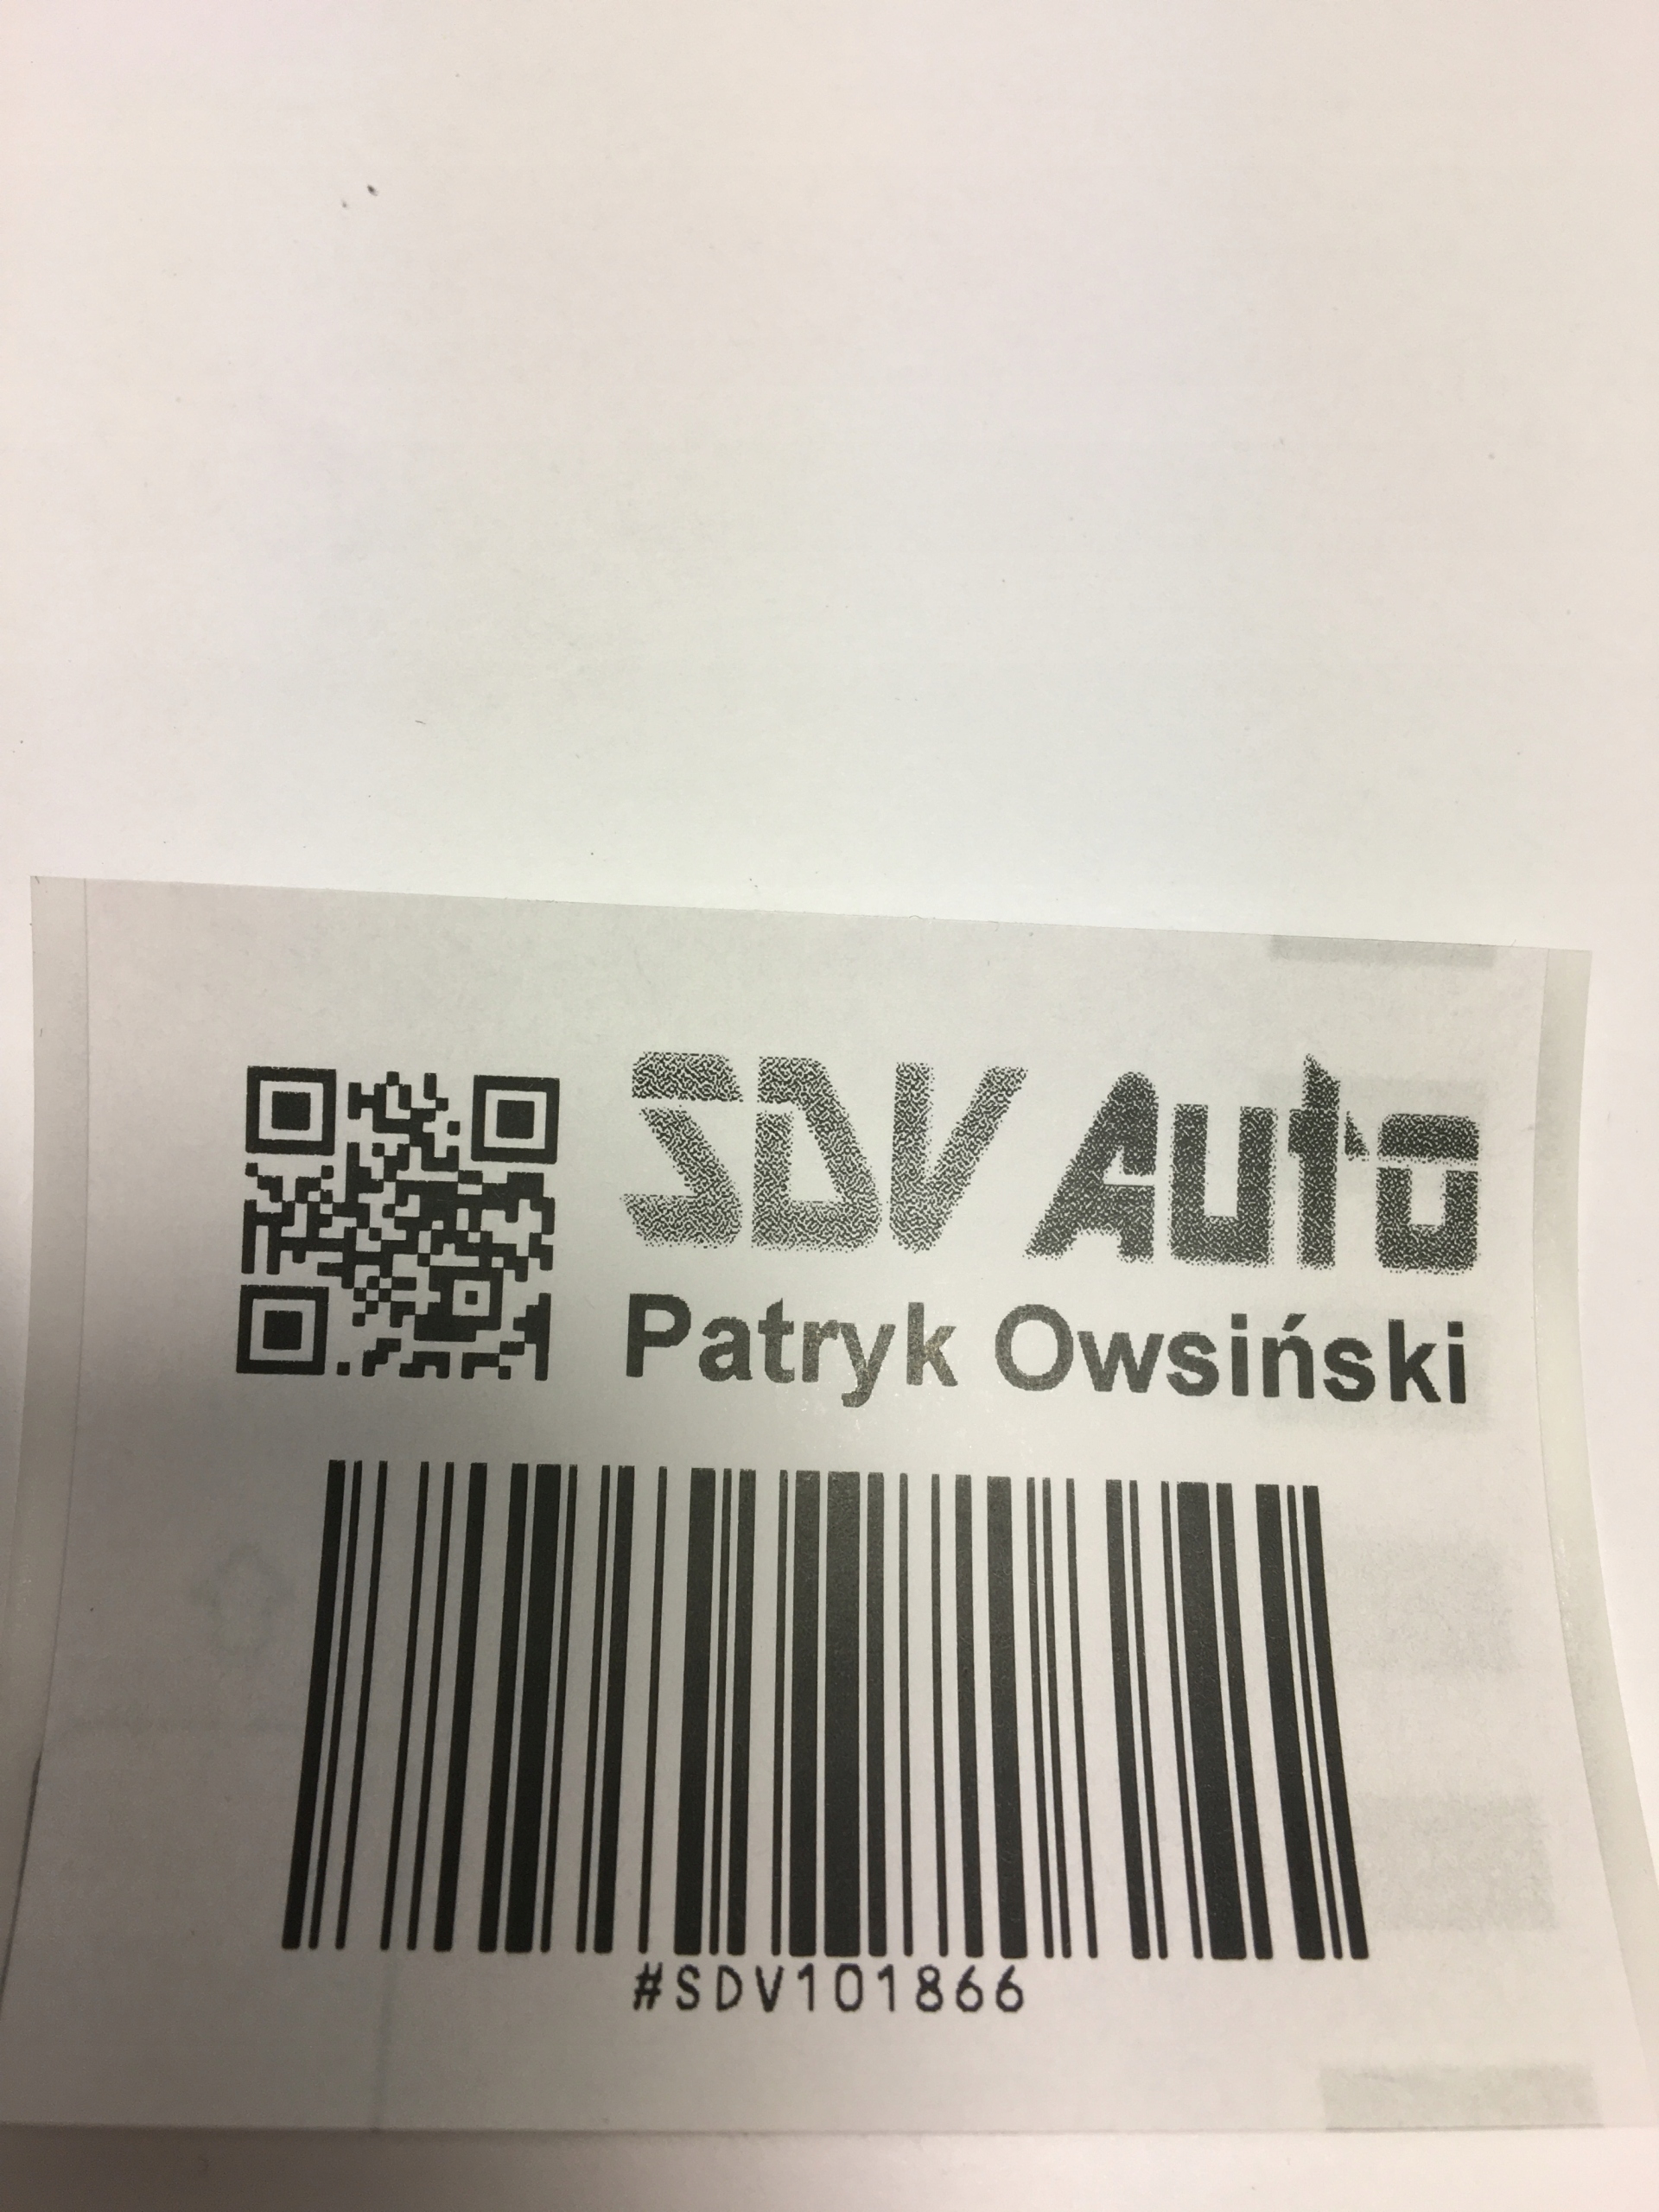 SDV Auto
Patryk Owsiński
#SDV101866